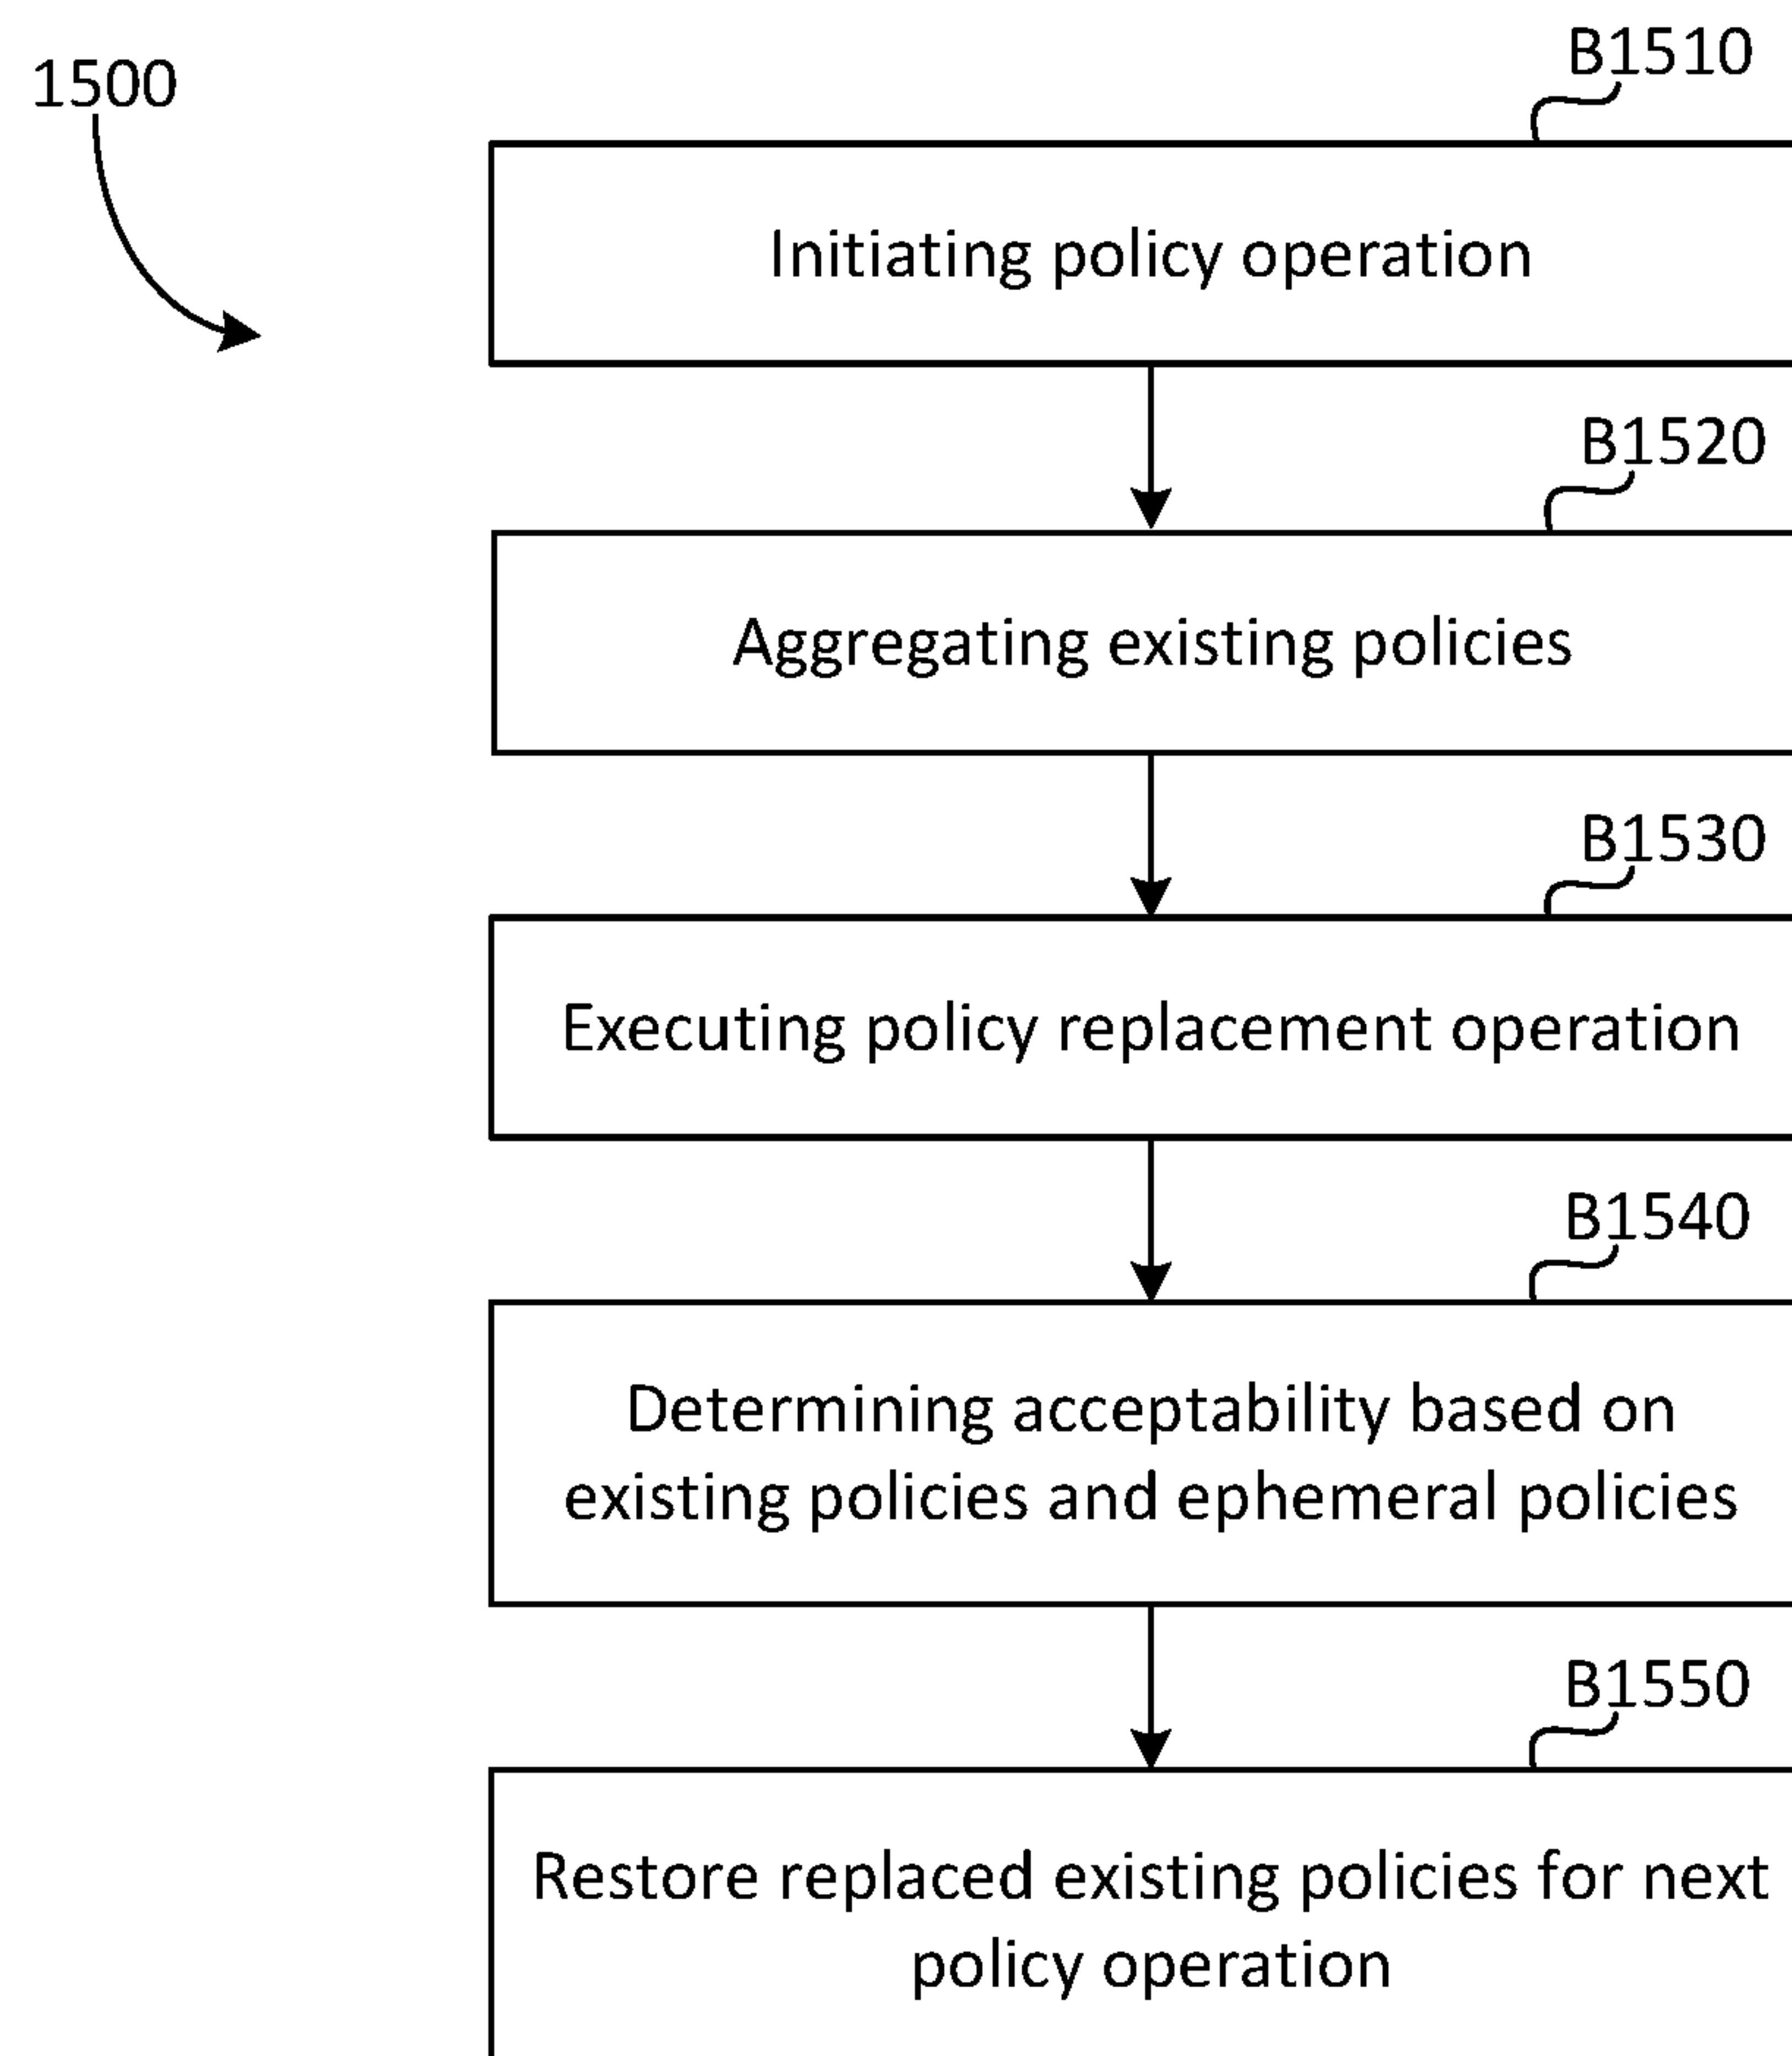 1500
B1510
Initiating policy operation
B1520
Aggregating existing policies
B1530
Executing policy replacement operation
B1540
Determining acceptability based on
existing policies and ephemeral policies
B1550
Restore replaced existing policies for next
policy operation